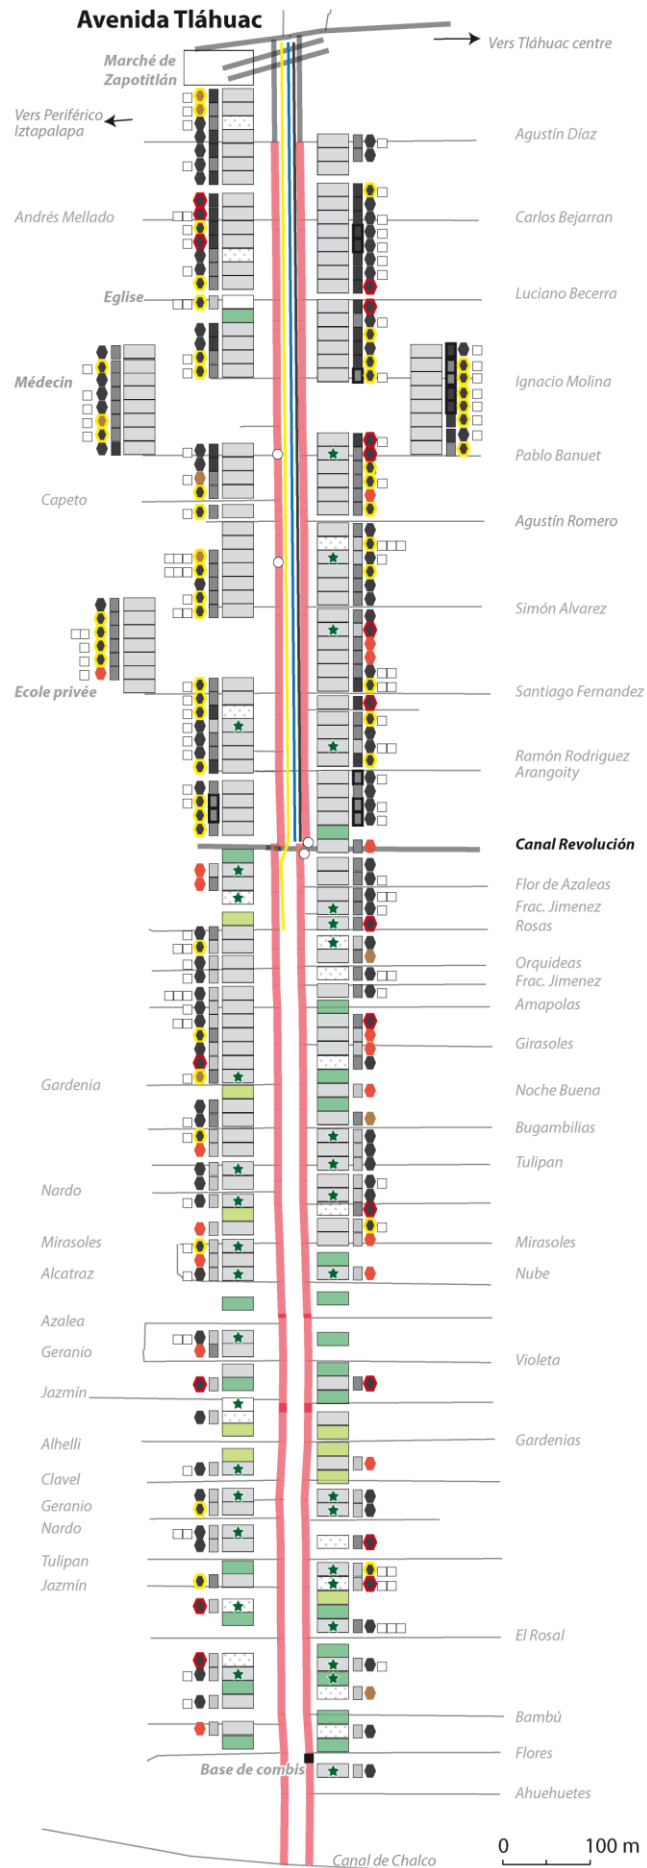 Avenida Tláhuac
Vers Tláhuac centre
Marché de
Zapotitlán
Vers Periférico
Iztapalapa
Agustín Díaz
Andrés Mellado
Carlos Bejarran
Eglise
Luciano Becerra
Médecin
Ignacio Molina
Pablo Banuet
Capeto
Agustín Romero
Simón Alvarez
Ecole privée
Santiago Fernandez
Ramón Rodriguez
Arangoity
Canal Revolución
Flor de Azaleas
Frac. Jimenez
Rosas
Orquideas
Frac. Jimenez
Amapolas
Girasoles
Gardenia
Noche Buena
Bugambilias
Tulipan
Nardo
Mirasoles
Mirasoles
Alcatraz
Nube
Azalea
Geranio
Violeta
Jazmín
Alhelli
Gardenias
Clavel
Geranio
Nardo
Tulipan
Jazmín
El Rosal
Bambú
Flores
Base de combis
Ahuehuetes
0 100 m
Canal de Chalco